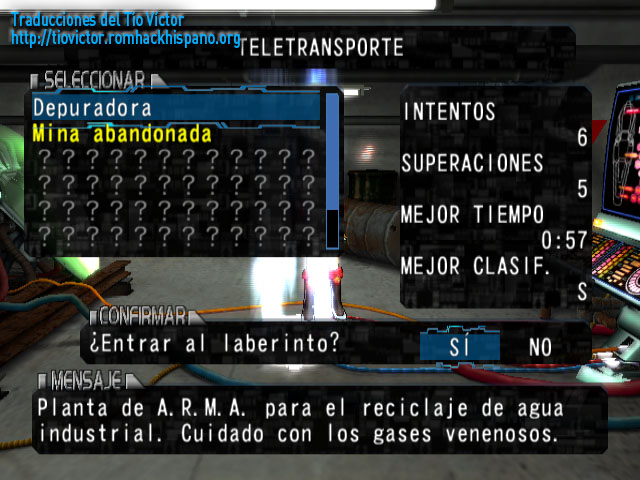 Traducciones del Tio Victor
http://tiovictor.romhackhispano.org
TELETRANSPORTE
SELECCIONAR
Depuradora
Mina abandonada
? ? ? ? ? ? ? ? ? ? ?
? ? ? ? ? ? ? ? ? ? ?
? ? ? ? ? ? ? ? ? ? ?
? ? ? ? ? ? ? ? ? ? ?
INTENTOS
6
SUPERACIONES
5
MEJOR TIEMPO
0:57
MEJOR CLASIF.
S
CONFIRMAR
¿Entrar al laberinto? SÍ NO
MENSAJE
Planta de A.R.M.A. para el reciclaje de agua
industrial. Cuidado con los gases venenosos.